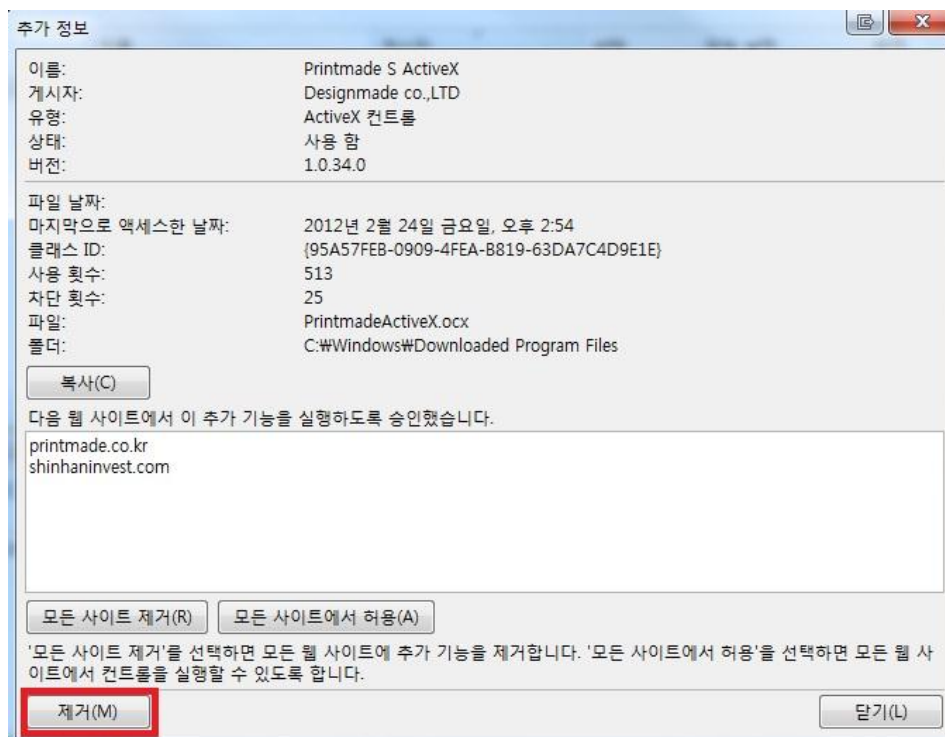 추가 정보
이름: Printmade S ActiveX
게시자: Designmade co.,LTD
유형: ActiveX 컨트롤
상태: 사용 함
버전: 1.0.34.0
파일 날짜:
마지막으로 액세스한 날짜: 2012년 2월 24일 금요일, 오후 2:54
클래스 ID: {95A57FEB-0909-4FEA-B819-63DA7C4D9E1E}
사용 횟수: 513
차단 횟수: 25
파일: PrintmadeActiveX.ocx
폴더: C:₩Windows₩Downloaded Program Files
복사(C)
다음 웹 사이트에서 이 추가 기능을 실행하도록 승인했습니다.
printmade.co.kr
shinhaninvest.com
모든 사이트 제거(R) 모든 사이트에서 허용(A)
'모든 사이트 제거'를 선택하면 모든 웹 사이트에 추가 기능을 제거합니다. '모든 사이트에서 허용'을 선택하면 모든 웹 사
이트에서 컨트롤을 실행할 수 있도록 합니다.
제거(M) 닫기(L)